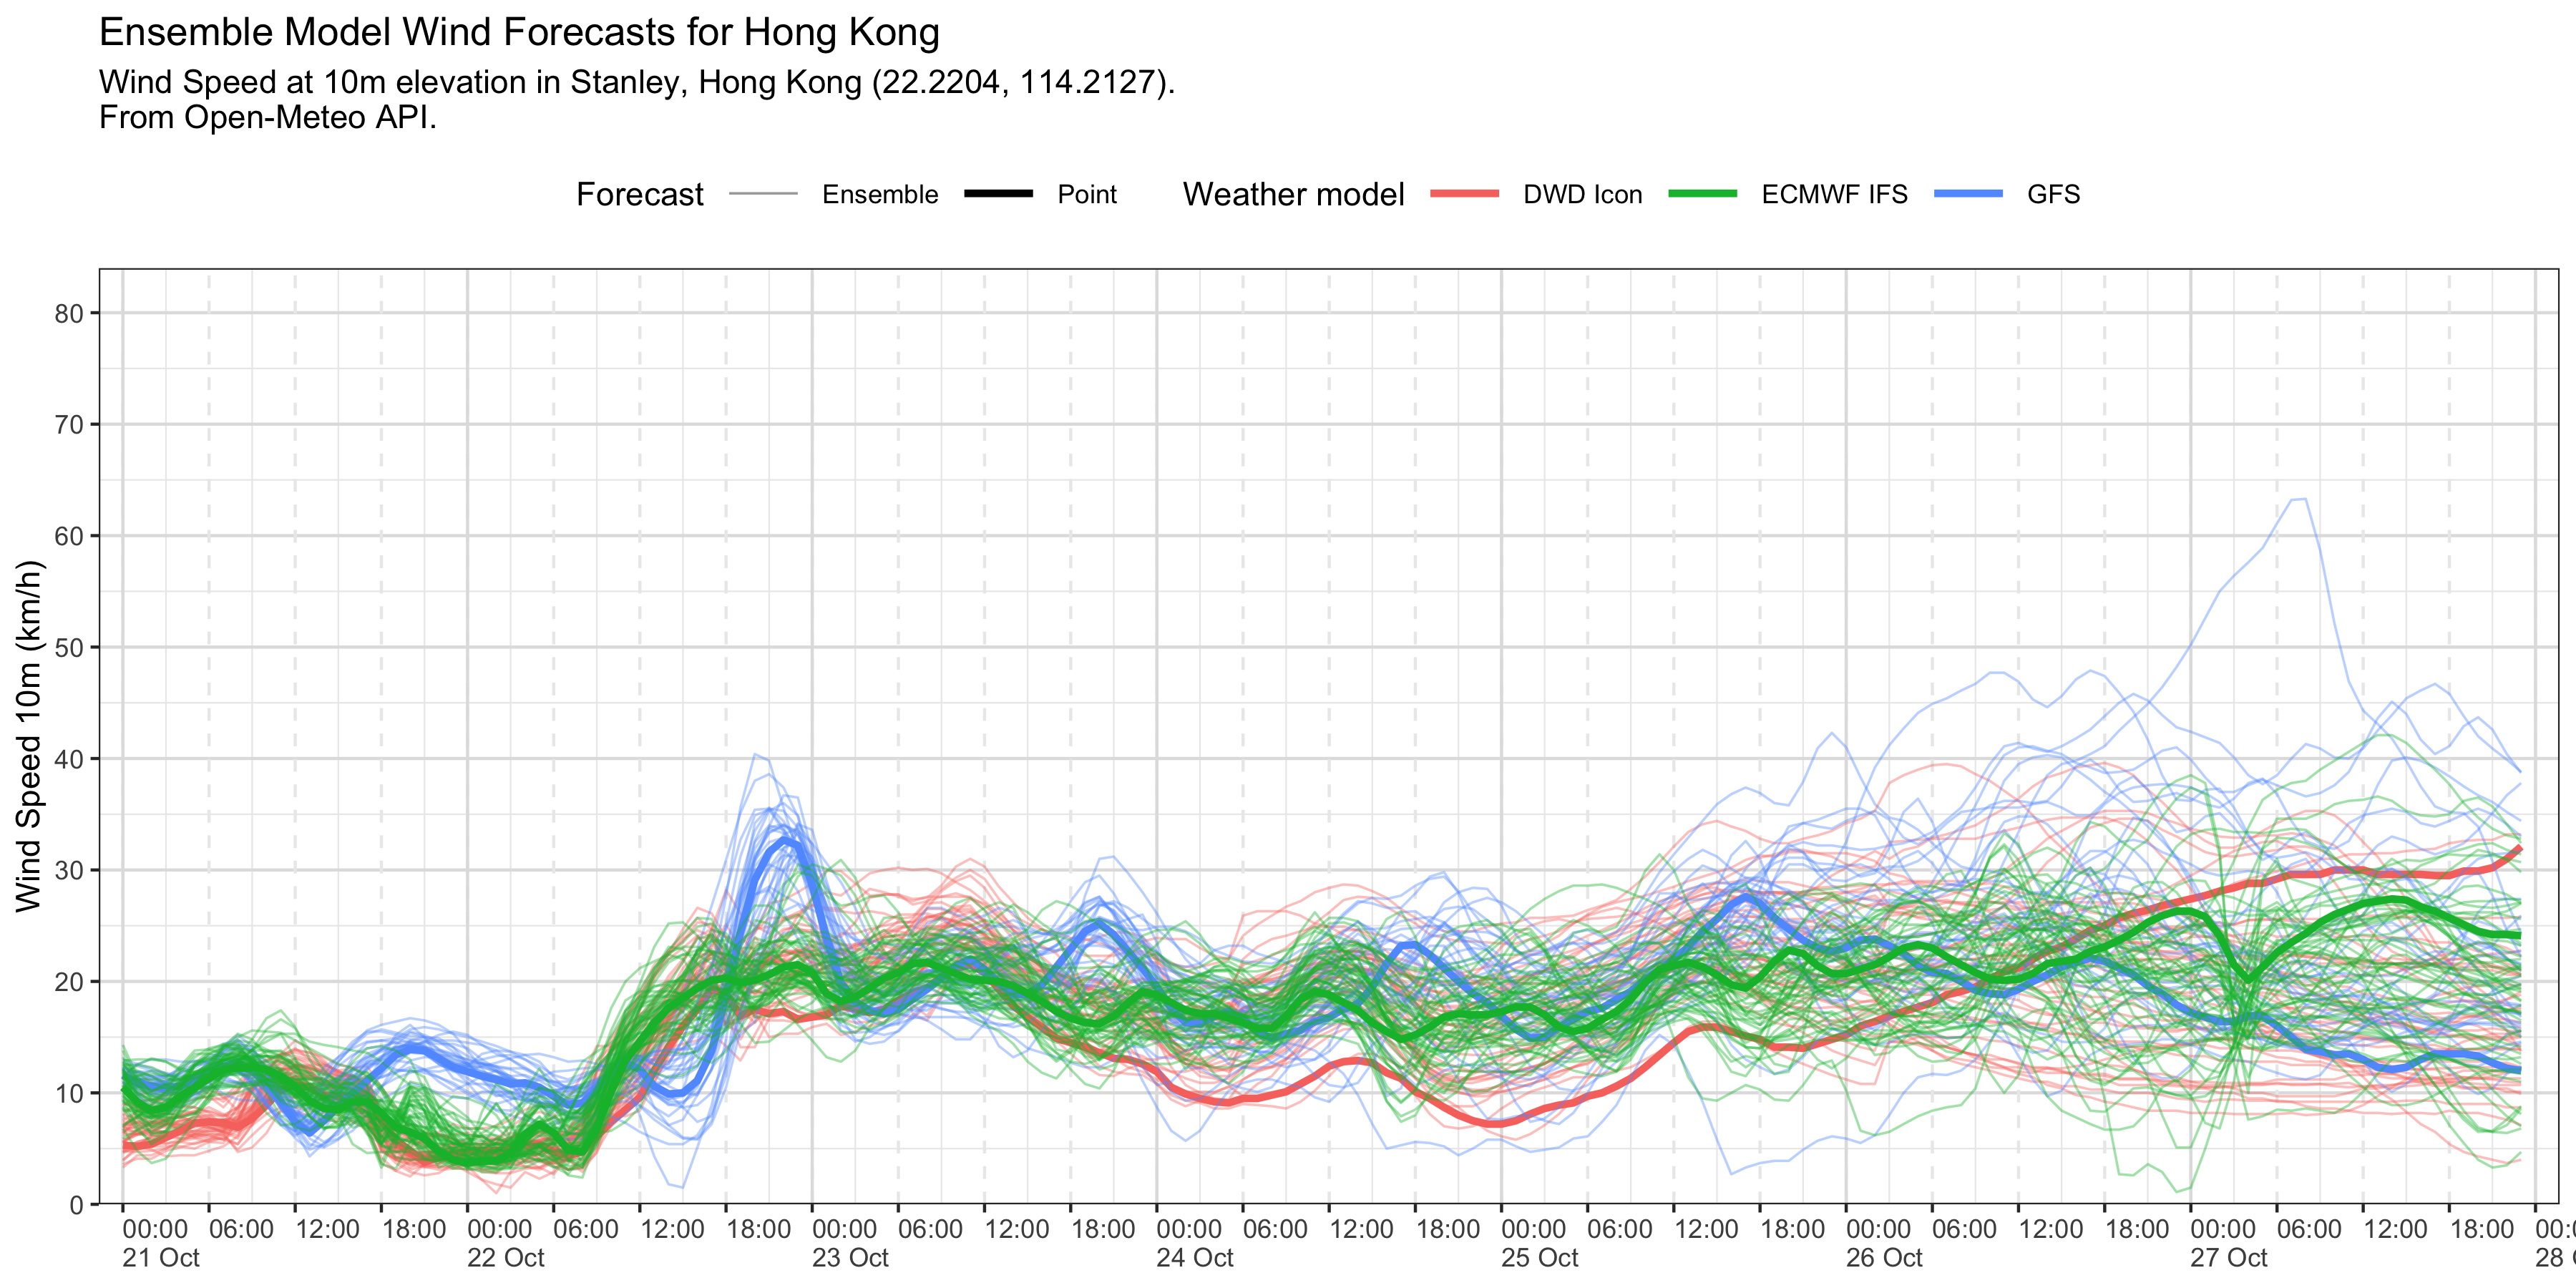 Ensemble Model Wind Forecasts for Hong Kong
Wind Speed at 10m elevation in Stanley, Hong Kong (22.2204, 114.2127).
From Open-Meteo API.
Forecast Ensemble Point Weather model DWD Icon ECMWF IFS GFS
Wind Speed 10m (km/h)
80
70
60
50
40
30
20
10
0
00:00 06:00 12:00 18:00 00:00 06:00 12:00 18:00 00:00 06:00 12:00 18:00 00:00 06:00 12:00 18:00 00:00 06:00 12:00 18:00 00:00 06:00 12:00 18:00 00:00 06:00 12:00 18:00
21 Oct 22 Oct 23 Oct 24 Oct 25 Oct 26 Oct 27 Oct 28